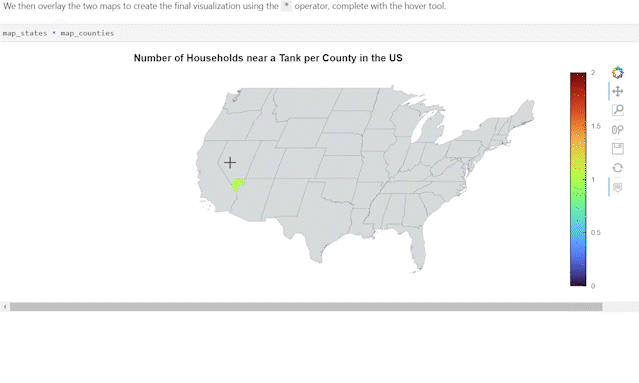 We then overlay the two maps to create the final visualization using the * operator, complete with the hover tool.
map_states * map_counties
Number of Households near a Tank per County in the US
2
1.5
1
0.5
0